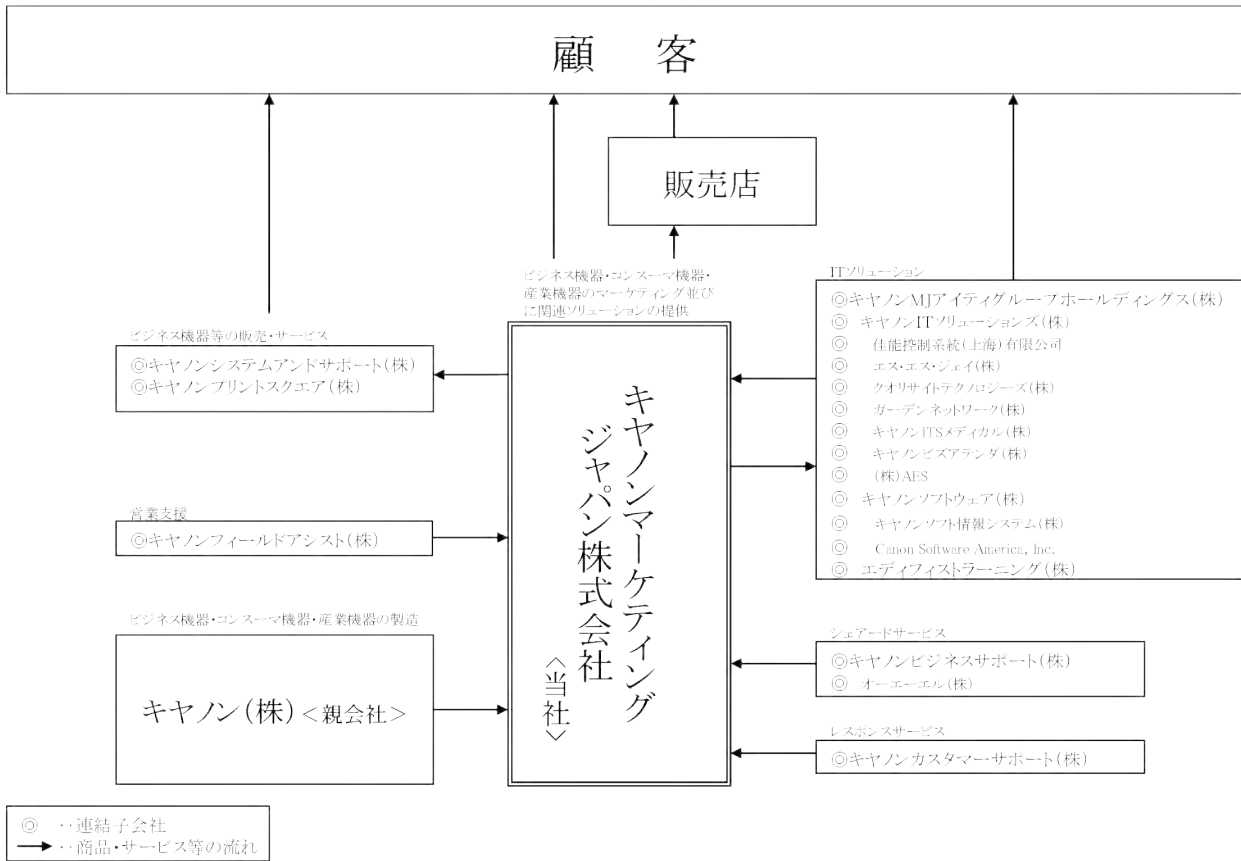 顧 客
販売店
ビジネス機器・コンスーマ機器・
産業機器のマーケティング並び
に関連ソリューションの提供
ITソリューション
◎キヤノンMJアイティグループホールディングス(株)
◎ キヤノンITソリューションズ(株)
◎ 佳能控制系統(上海)有限公司
◎ エス・エス・ジェイ(株)
◎ クオリサイトテクノロジーズ(株)
◎ ガーデンネットワーク(株)
◎ キヤノンITSメディカル(株)
◎ キヤノンビズアテンダ(株)
◎ (株)AES
◎ キヤノンソフトウェア(株)
◎ キヤノンソフト情報システム(株)
◎ Canon Software America, Inc.
◎ エディフィストラーニング(株)
ビジネス機器等の販売・サービス
◎キヤノンシステムアンドサポート(株)
◎キヤノンプリントスクエア(株)
キヤノンマーケティング
ジャパン株式会社
<当社>
営業支援
◎キヤノンフィールドアシスト(株)
ビジネス機器・コンスーマ機器・産業機器の製造
キヤノン(株)<親会社>
シェアードサービス
◎キヤノンビジネスサポート(株)
◎ オーエーエル(株)
レスポンスサービス
◎キヤノンカスタマーサポート(株)
◎ ‥連結子会社
→‥商品・サービス等の流れ